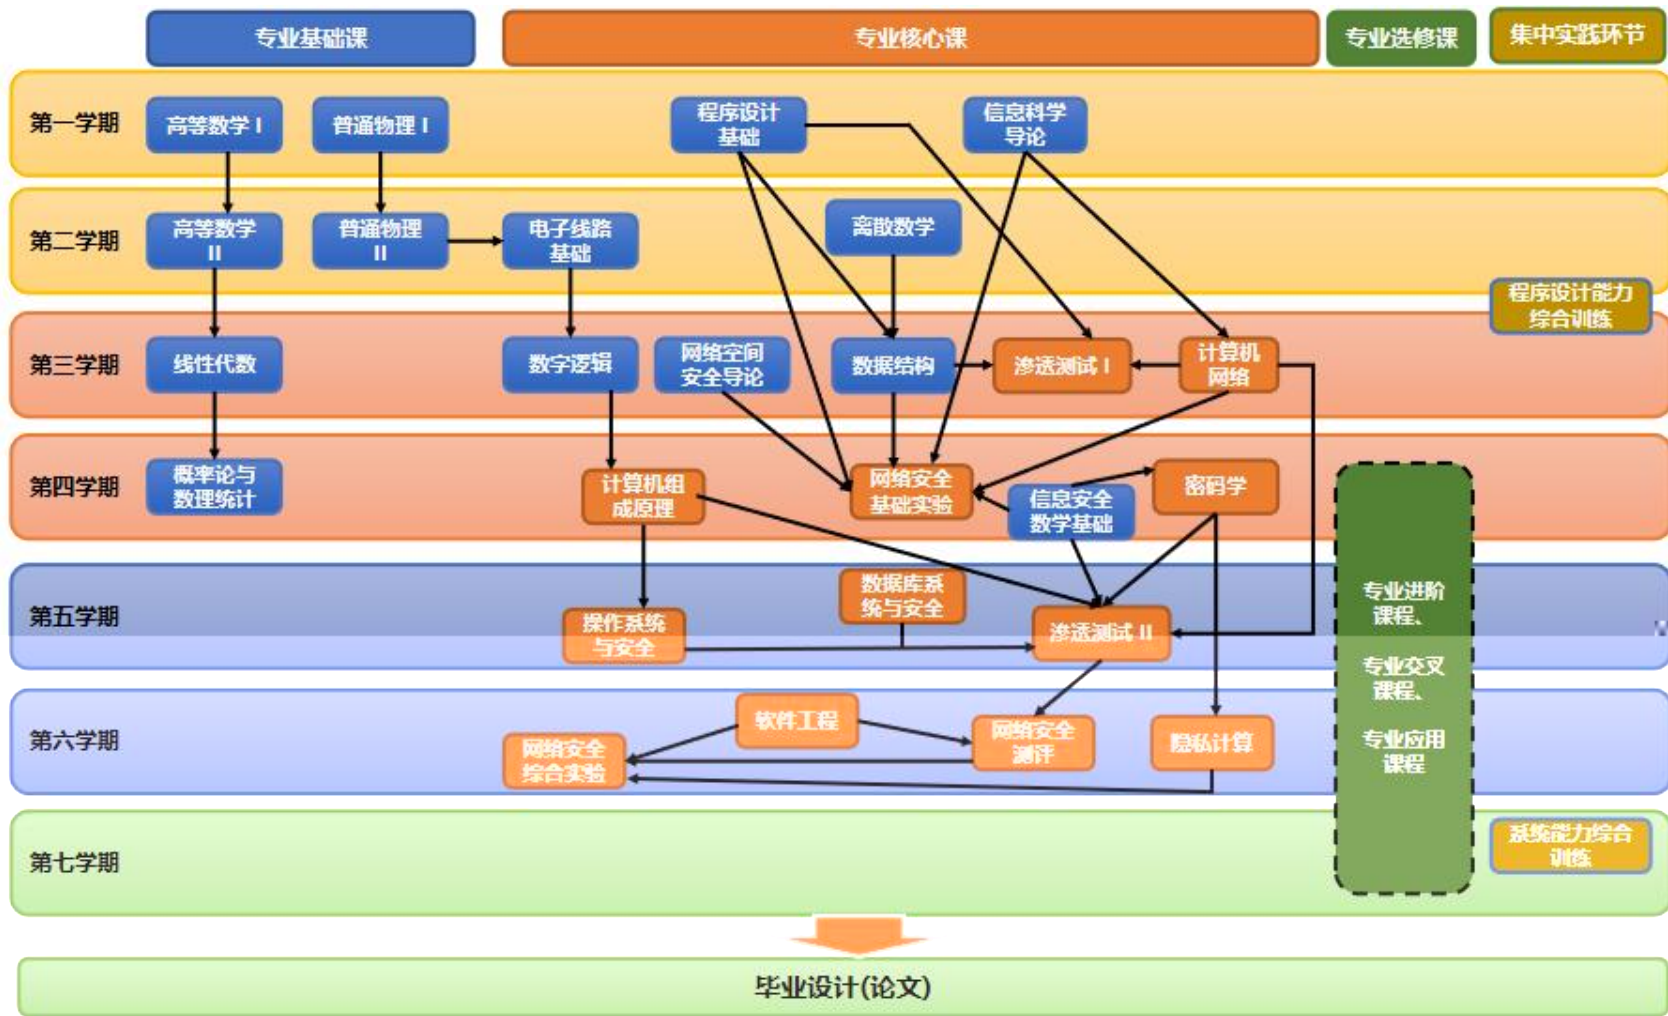 专业基础课
专业核心课
专业选修课
集中实践环节
第一学期
高等数学 I
普通物理 I
程序设计
基础
信息科学
导论
第二学期
高等数学
II
普通物理
II
电子线路
基础
离散数学
程序设计能力
综合训练
第三学期
线性代数
数字逻辑
网络空间
安全导论
数据结构
渗透测试 I
计算机
网络
第四学期
概率论与
数理统计
计算机组
成原理
网络安全
基础实验
信息安全
数学基础
密码学
第五学期
操作系统
与安全
数据库系
统与安全
渗透测试 II
专业进阶
课程、
专业交叉
课程、
专业应用
课程
第六学期
网络安全
综合实验
软件工程
网络安全
测评
隐私计算
第七学期
系统能力综合
训练
毕业设计(论文)